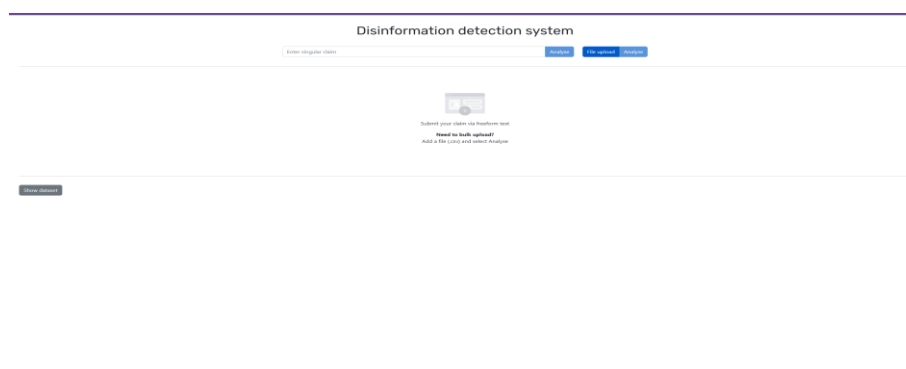 Disinformation detection system
Enter singular claim
Analyse
File upload
Analyse
Submit your claim via freeform text
Need to bulk upload?
Add a file (.csv) and select Analyse
Show dataset